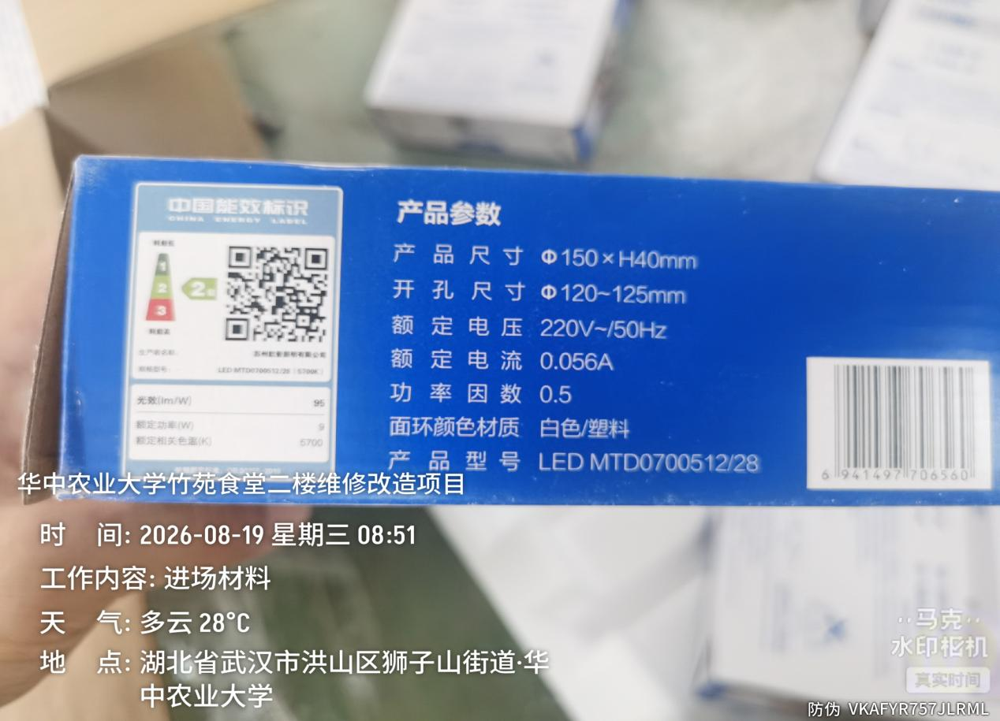 中国能效标识
CHINA ENERGY LABEL
耗能低
1
2
3
2级
耗能高
生产者名称:
规格型号:
LED MTD0700512/28(5700K)
光效(lm/W) 95
额定功率(W) 9
额定相关色温(K) 5700
产品参数
产品尺寸 Φ150×H40mm
开孔尺寸 Φ120~125mm
额定电压 220V~/50Hz
额定电流 0.056A
功率因数 0.5
面环颜色材质 白色/塑料
产品型号 LED MTD0700512/28
6 941497 706560
华中农业大学竹苑食堂二楼维修改造项目
时 间: 2026-08-19 星期三 08:51
工作内容: 进场材料
天 气: 多云 28°C
地 点: 湖北省武汉市洪山区狮子山街道·华
中农业大学
马克
水印相机
真实时间
防伪 VKAFYR757JLRML